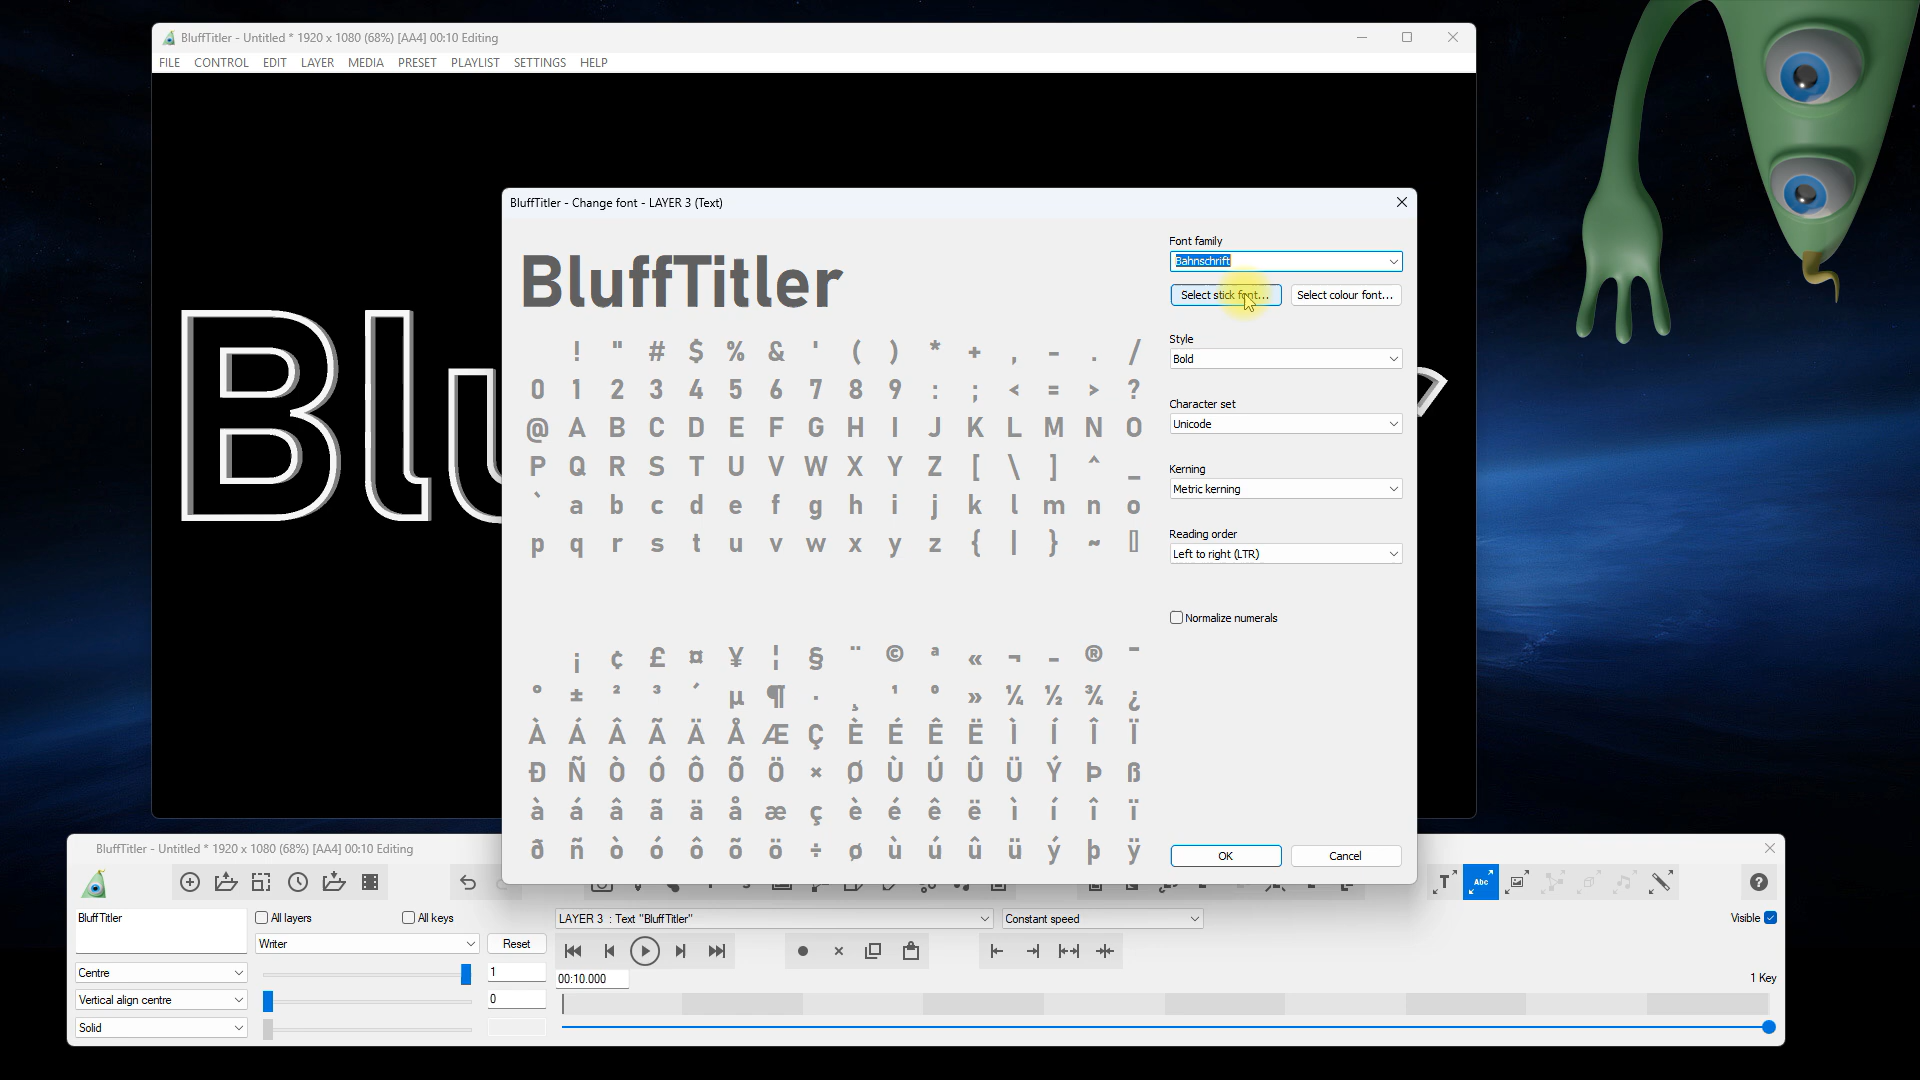 BluffTitler - Untitled * 1920 x 1080 (68%) [AA4] 00:10 Editing
FILE CONTROL EDIT LAYER MEDIA PRESET PLAYLIST SETTINGS HELP
BluffTitler - Change font - LAYER 3 (Text)
Font family
Bahnschrift
Select stick font... Select colour font...
Style
Bold
Character set
Unicode
Kerning
Metric kerning
Reading order
Left to right (LTR)
Normalize numerals
OK Cancel
BluffTitler
! " # $ % & ' ( ) * + , - . /
0 1 2 3 4 5 6 7 8 9 : ; < = > ?
@ A B C D E F G H I J K L M N O
P Q R S T U V W X Y Z [ \ ] ^ _
` a b c d e f g h i j k l m n o
p q r s t u v w x y z { | } ~ ▯
¡ ¢ £ ¤ ¥ ¦ § ¨ © ª « ¬ - ® ¯
° ± ² ³ ´ µ ¶ · ¸ ¹ º » ¼ ½ ¾ ¿
À Á Â Ã Ä Å Æ Ç È É Ê Ë Ì Í Î Ï
Ð Ñ Ò Ó Ô Õ Ö × Ø Ù Ú Û Ü Ý Þ ß
à á â ã ä å æ ç è é ê ë ì í î ï
ð ñ ò ó ô õ ö ÷ ø ù ú û ü ý þ ÿ
Blu
BluffTitler - Untitled * 1920 x 1080 (68%) [AA4] 00:10 Editing
T Abc
BluffTitler All layers All keys LAYER 3 : Text "BluffTitler" Constant speed Visible
Writer Reset
Centre 1 00:10.000 1 Key
Vertical align centre 0
Solid